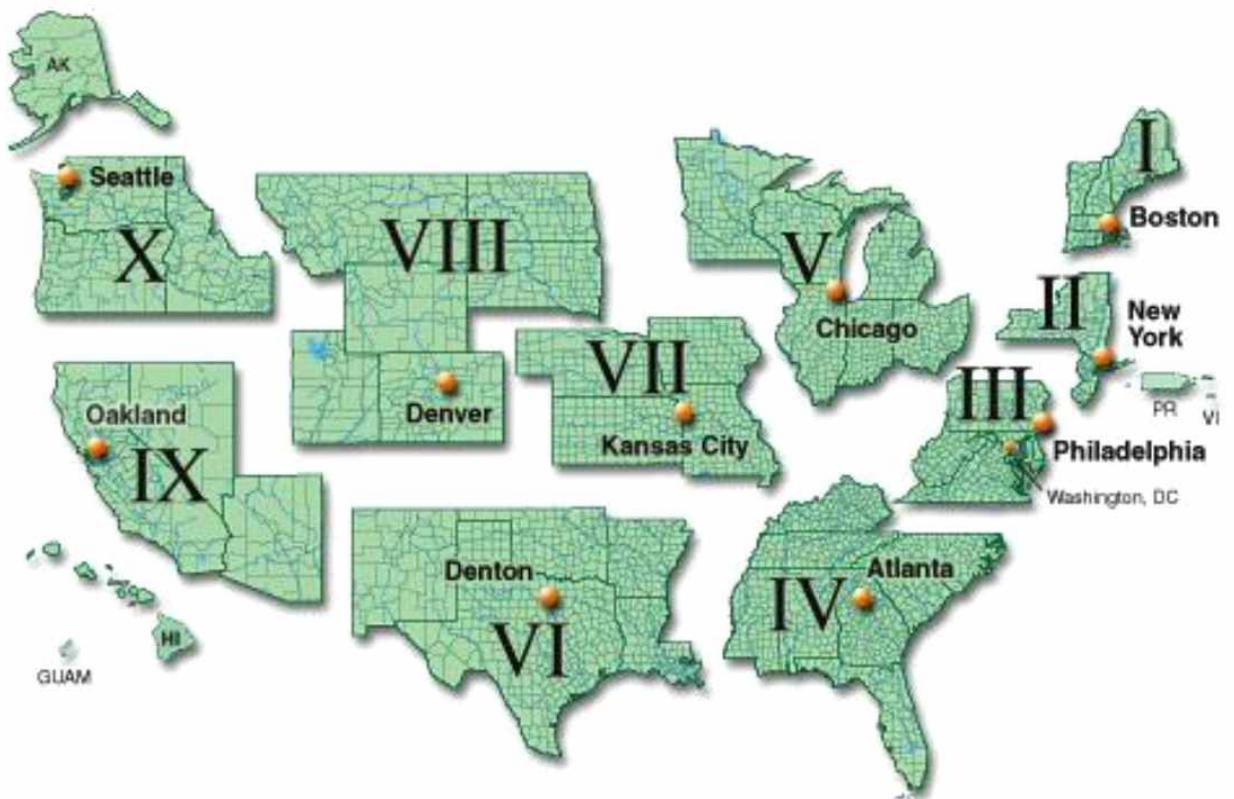 AK
Seattle
X
VIII
V
Chicago
I
Boston
II
New
York
PR
VI
III
Philadelphia
Washington, DC
Denver
VII
Kansas City
Oakland
IX
HI
GUAM
Denton
VI
Atlanta
IV